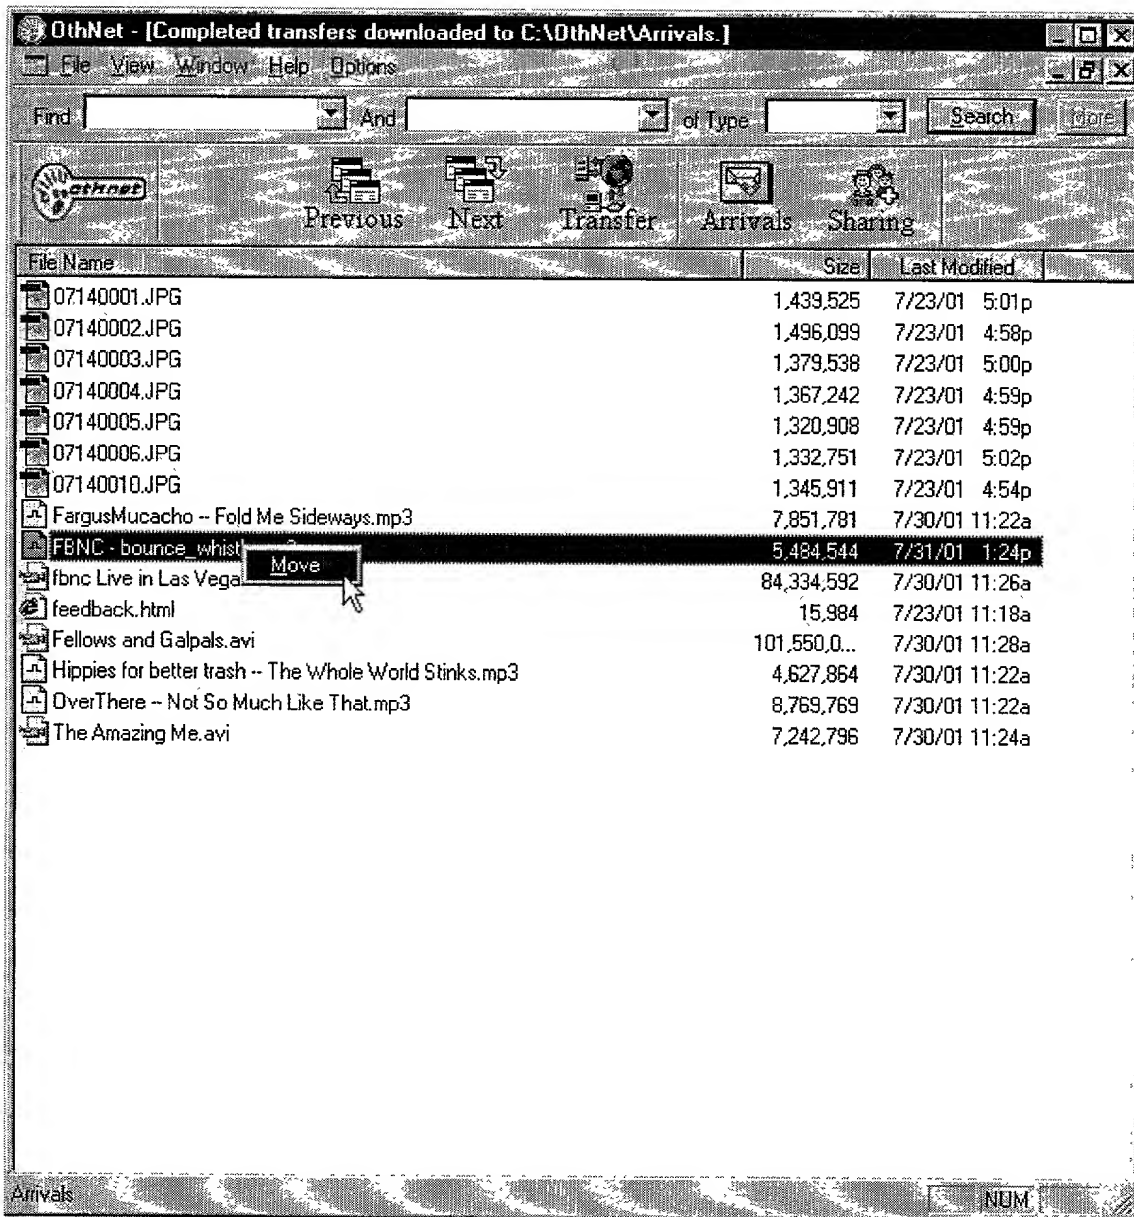 OthNet - [Completed transfers downloaded to C:\OthNet\Arrivals.]
File View Window Help Options
Find And of Type Search More
othnet Previous Next Transfer Arrivals Sharing
File Name Size Last Modified
07140001.JPG 1,439,525 7/23/01 5:01p
07140002.JPG 1,496,099 7/23/01 4:58p
07140003.JPG 1,379,538 7/23/01 5:00p
07140004.JPG 1,367,242 7/23/01 4:59p
07140005.JPG 1,320,908 7/23/01 4:59p
07140006.JPG 1,332,751 7/23/01 5:02p
07140010.JPG 1,345,911 7/23/01 4:54p
FargusMucacho -- Fold Me Sideways.mp3 7,851,781 7/30/01 11:22a
FBNC - bounce_whist 5,484,544 7/31/01 1:24p
Move
fbnc Live in Las Vega 84,334,592 7/30/01 11:26a
feedback.html 15,984 7/23/01 11:18a
Fellows and Galpals.avi 101,550,0... 7/30/01 11:28a
Hippies for better trash -- The Whole World Stinks.mp3 4,627,864 7/30/01 11:22a
OverThere -- Not So Much Like That.mp3 8,769,769 7/30/01 11:22a
The Amazing Me.avi 7,242,796 7/30/01 11:24a
Arrivals NUM